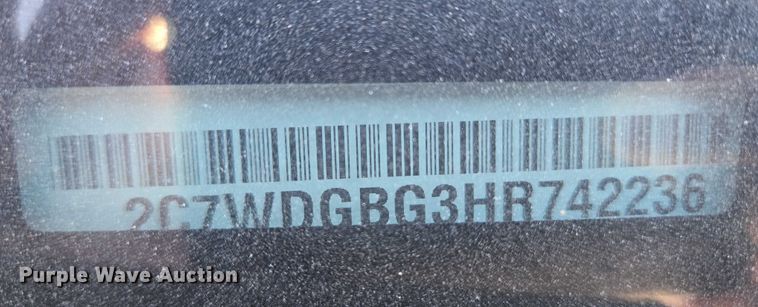 2C7WDGBG3HR742236
Purple Wave Auction